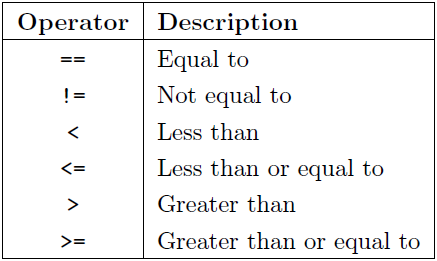 Operator Description
== Equal to
!= Not equal to
< Less than
<= Less than or equal to
> Greater than
>= Greater than or equal to